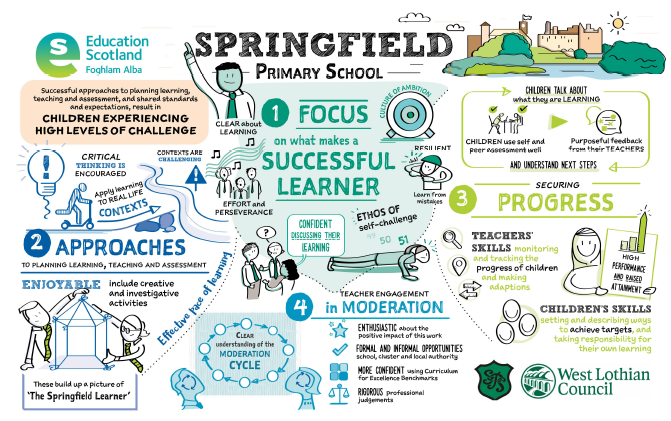 Education
Scotland
Foghlam Alba
SPRINGFIELD
PRIMARY SCHOOL
Successful approaches to planning learning,
teaching and assessment, and shared standards
and expectations, result in
CHILDREN EXPERIENCING
HIGH LEVELS OF CHALLENGE
CRITICAL
THINKING IS
ENCOURAGED
CONTEXTS ARE
CHALLENGING
Apply learning
TO REAL LIFE
CONTEXTS
2 APPROACHES
TO PLANNING LEARNING, TEACHING AND ASSESSMENT
ENJOYABLE include creative
and investigative
activities
These build up a picture of
'The Springfield Learner'
Effective pace of learning
CLEAR about
LEARNING
1 FOCUS
on what makes a
SUCCESSFUL
LEARNER
CULTURE OF AMBITION
RESILIENT
Learn from
mistakes
EFFORT and
PERSEVERANCE
?
CONFIDENT
DISCUSSING THEIR
LEARNING
ETHOS OF
self-challenge
49 50 51
CHILDREN TALK ABOUT
what they are LEARNING
CHILDREN use self and
peer assessment well
Purposeful feedback
from their TEACHERS
AND UNDERSTAND NEXT STEPS
3 SECURING
PROGRESS
TEACHERS'
SKILLS monitoring
and tracking the
progress of children
and making
adaptions
HIGH
PERFORMANCE
AND RAISED
ATTAINMENT
CHILDREN'S SKILLS
setting and describing ways
to achieve targets, and
taking responsibility for
their own learning
4 TEACHER ENGAGEMENT
in MODERATION
CLEAR
understanding of the
MODERATION
CYCLE
ENTHUSIASTIC about the
positive impact of this work
FORMAL AND INFORMAL OPPORTUNITIES
school, cluster and local authority
MORE CONFIDENT using Curriculum
for Excellence Benchmarks
RIGOROUS professional
judgements
West Lothian
Council